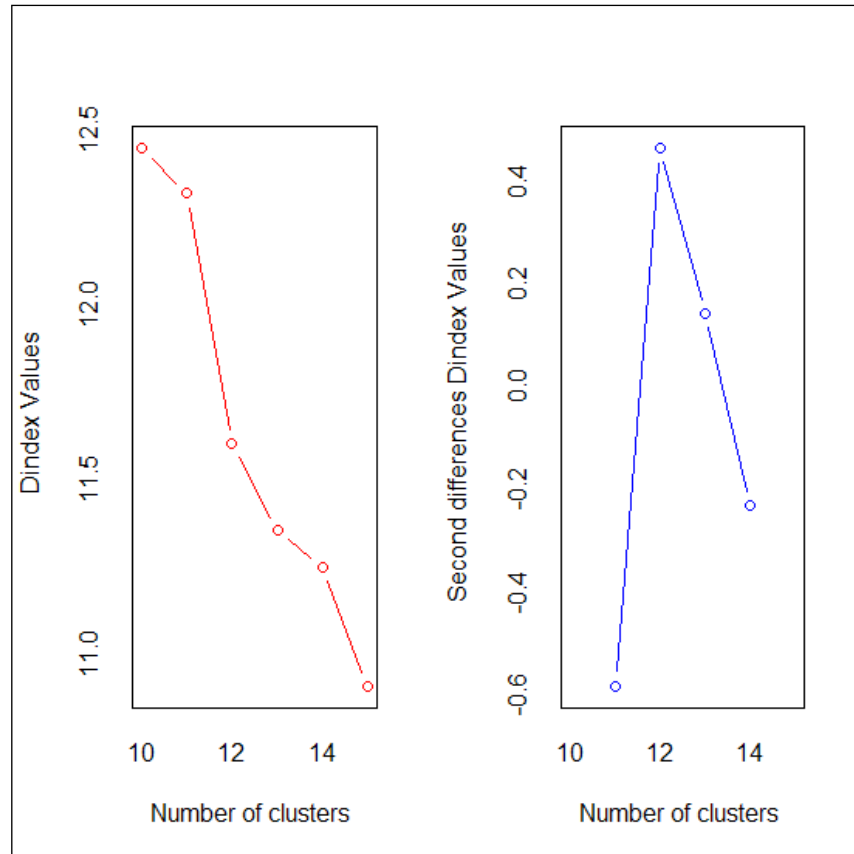 Dindex Values
12.5
12.0
11.5
11.0
10 12 14
Number of clusters
Second differences Dindex Values
0.4
0.2
0.0
-0.2
-0.4
-0.6
10 12 14
Number of clusters